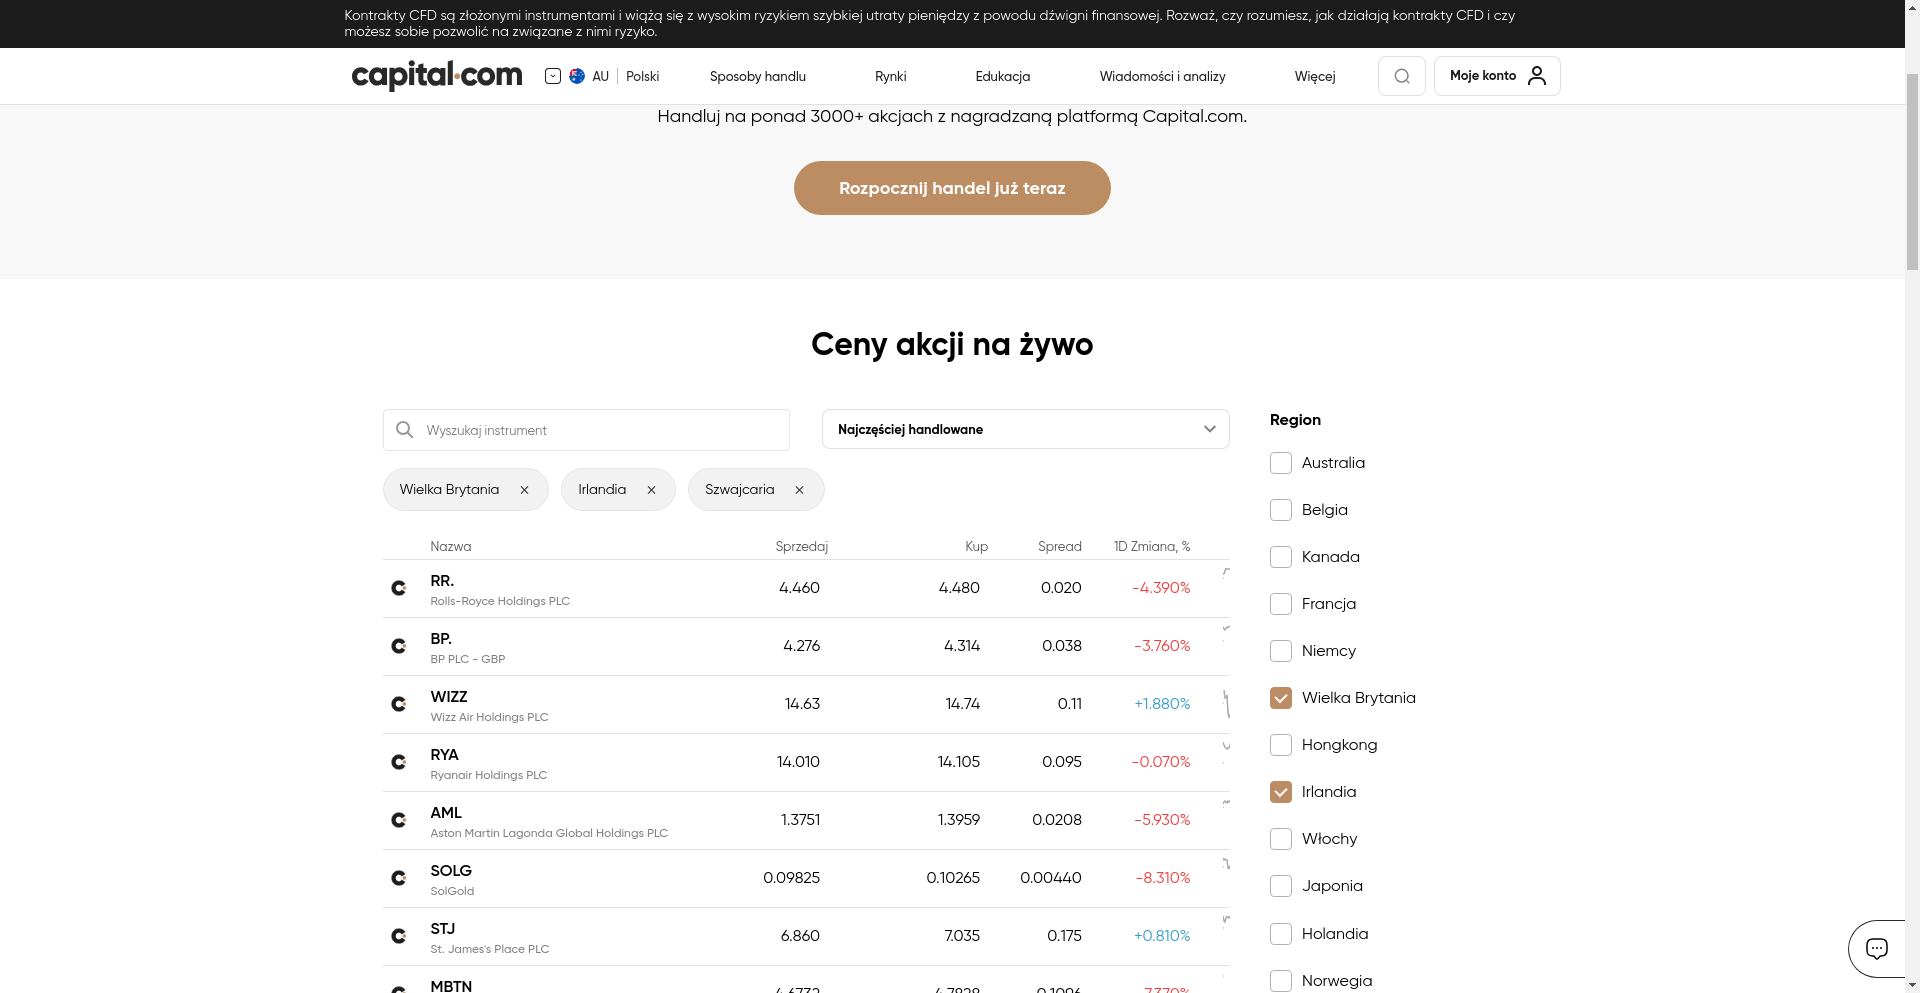 Kontrakty CFD są złożonymi instrumentami i wiążą się z wysokim ryzykiem szybkiej utraty pieniędzy z powodu dźwigni finansowej. Rozważ, czy rozumiesz, jak działają kontrakty CFD i czy
możesz sobie pozwolić na związane z nimi ryzyko.
capital.com AU Polski Sposoby handlu Rynki Edukacja Wiadomości i analizy Więcej Moje konto
Handluj na ponad 3000+ akcjach z nagradzaną platformą Capital.com.
Rozpocznij handel już teraz
Ceny akcji na żywo
Wyszukaj instrument
Najczęściej handlowane
Wielka Brytania
Irlandia
Szwajcaria
Nazwa Sprzedaj Kup Spread 1D Zmiana, %
RR. 4.460 4.480 0.020 -4.390%
Rolls-Royce Holdings PLC
BP. 4.276 4.314 0.038 -3.760%
BP PLC - GBP
WIZZ 14.63 14.74 0.11 +1.880%
Wizz Air Holdings PLC
RYA 14.010 14.105 0.095 -0.070%
Ryanair Holdings PLC
AML 1.3751 1.3959 0.0208 -5.930%
Aston Martin Lagonda Global Holdings PLC
SOLG 0.09825 0.10265 0.00440 -8.310%
SolGold
STJ 6.860 7.035 0.175 +0.810%
St. James's Place PLC
MBTN
Region
Australia
Belgia
Kanada
Francja
Niemcy
Wielka Brytania
Hongkong
Irlandia
Włochy
Japonia
Holandia
Norwegia